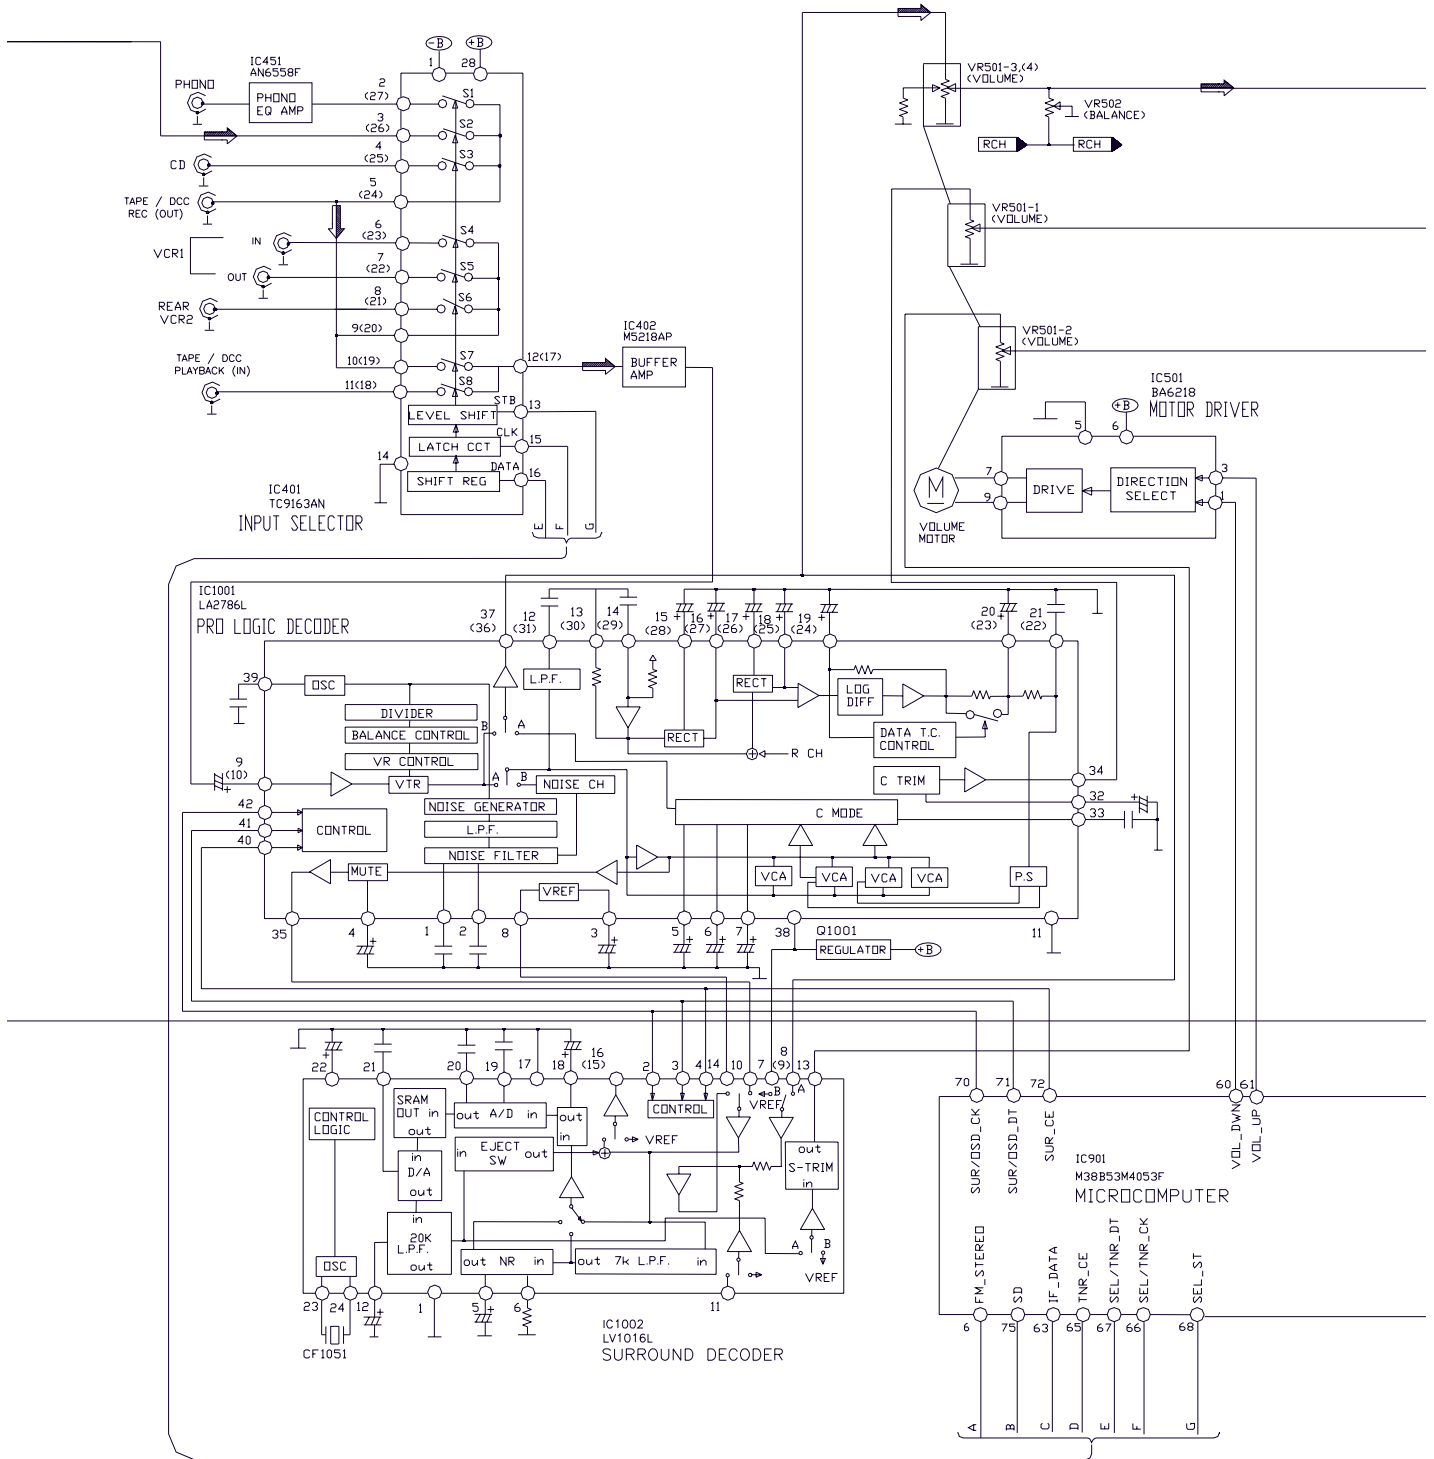 -B
+B
1
28
IC451
AN6558F
PHONO
PHONO
EQ AMP
2
(27)
S1
3
(26)
S2
4
(25)
S3
CD
5
(24)
TAPE / DCC
REC (OUT)
6
(23)
S4
IN
VCR1
7
(22)
S5
OUT
8
(21)
S6
REAR
VCR2
9(20)
TAPE / DCC
PLAYBACK (IN)
10(19)
S7
12(17)
11(18)
S8
STB
13
LEVEL SHIFT
CLK
15
LATCH CCT
14
DATA
16
SHIFT REG
IC401
TC9163AN
INPUT SELECTOR
E
F
G
IC402
M5218AP
BUFFER
AMP
VR501-3,(4)
(VOLUME)
VR502
(BALANCE)
RCH
RCH
VR501-1
(VOLUME)
VR501-2
(VOLUME)
IC501
BA6218
MOTOR DRIVER
+B
5
6
7
9
3
1
M
DRIVE
DIRECTION
SELECT
VOLUME
MOTOR
IC1001
LA2786L
PRO LOGIC DECODER
37
(36)
12
(31)
13
(30)
14
(29)
15
(28)
16
(27)
17
(26)
18
(25)
19
(24)
20
(23)
21
(22)
39
OSC
L.P.F.
RECT
LOG
DIFF
DIVIDER
BALANCE CONTROL
VR CONTROL
VTR
B
A
A
B
RECT
R CH
DATA T.C.
CONTROL
9
(10)
NOISE CH
C TRIM
34
32
33
42
41
40
CONTROL
NOISE GENERATOR
L.P.F.
NOISE FILTER
C MODE
MUTE
VREF
VCA
VCA
VCA
VCA
P.S
35
4
1
2
8
3
5
6
7
38
11
Q1001
REGULATOR
+B
22
21
20
19
17
18
16
(15)
2
3
4
14
10
7
8
(9)
13
CONTROL
LOGIC
SRAM
OUT in
out
out A/D in
out
in
CONTROL
B
A
VREF
VREF
in EJECT
SW out
in
D/A
out
out
S-TRIM
in
in
20K
L.P.F.
out
OSC
out NR in
out 7k L.P.F. in
A
B
VREF
VREF
23
24
12
1
5
6
11
CF1051
IC1002
LV1016L
SURROUND DECODER
70
71
72
60
61
SUR/OSD_CK
SUR/OSD_DT
SUR_CE
VOL_DWN
VOL_UP
IC901
M38B53M4053F
MICROCOMPUTER
FM_STEREO
SD
IF_DATA
TNR_CE
SEL/TNR_DT
SEL/TNR_CK
SEL_ST
6
75
63
65
67
66
68
A
B
C
D
E
F
G